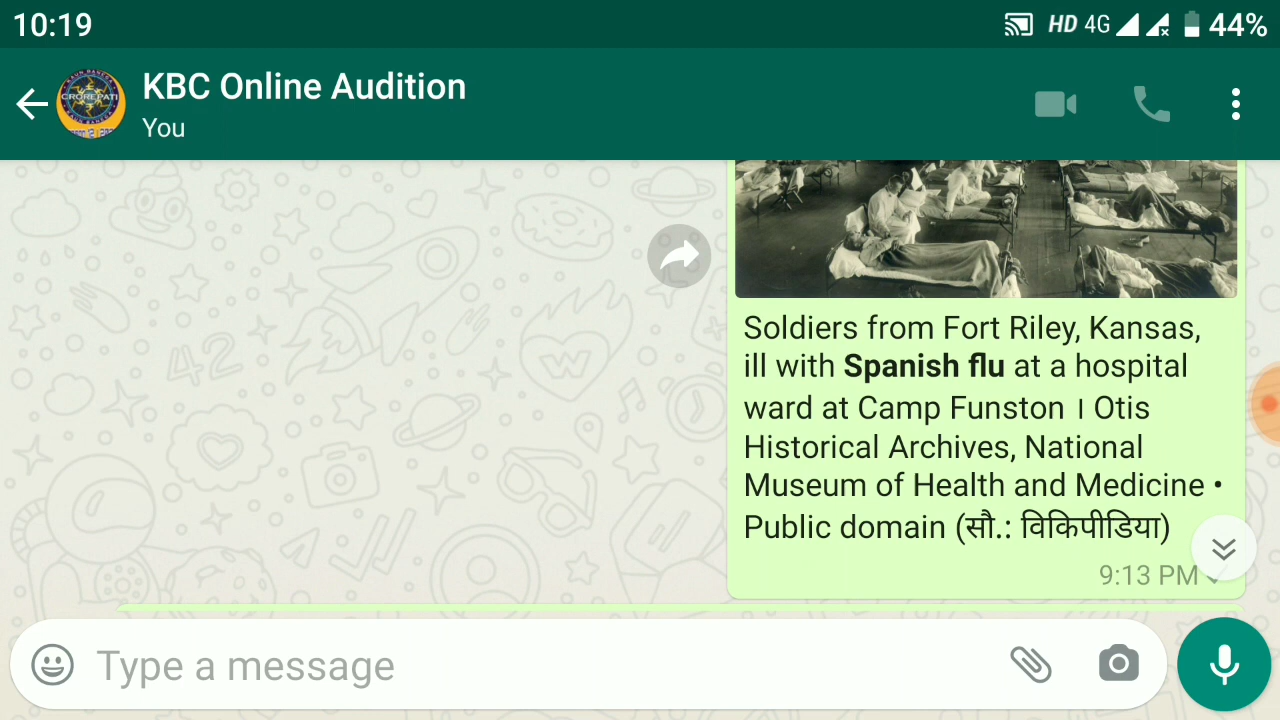 10:19
HD 4G 44%
KBC Online Audition
You
CROREPATI
42
W
Soldiers from Fort Riley, Kansas,
ill with Spanish flu at a hospital
ward at Camp Funston । Otis
Historical Archives, National
Museum of Health and Medicine •
Public domain (सौ.: विकिपीडिया)
9:13 PM
Type a message